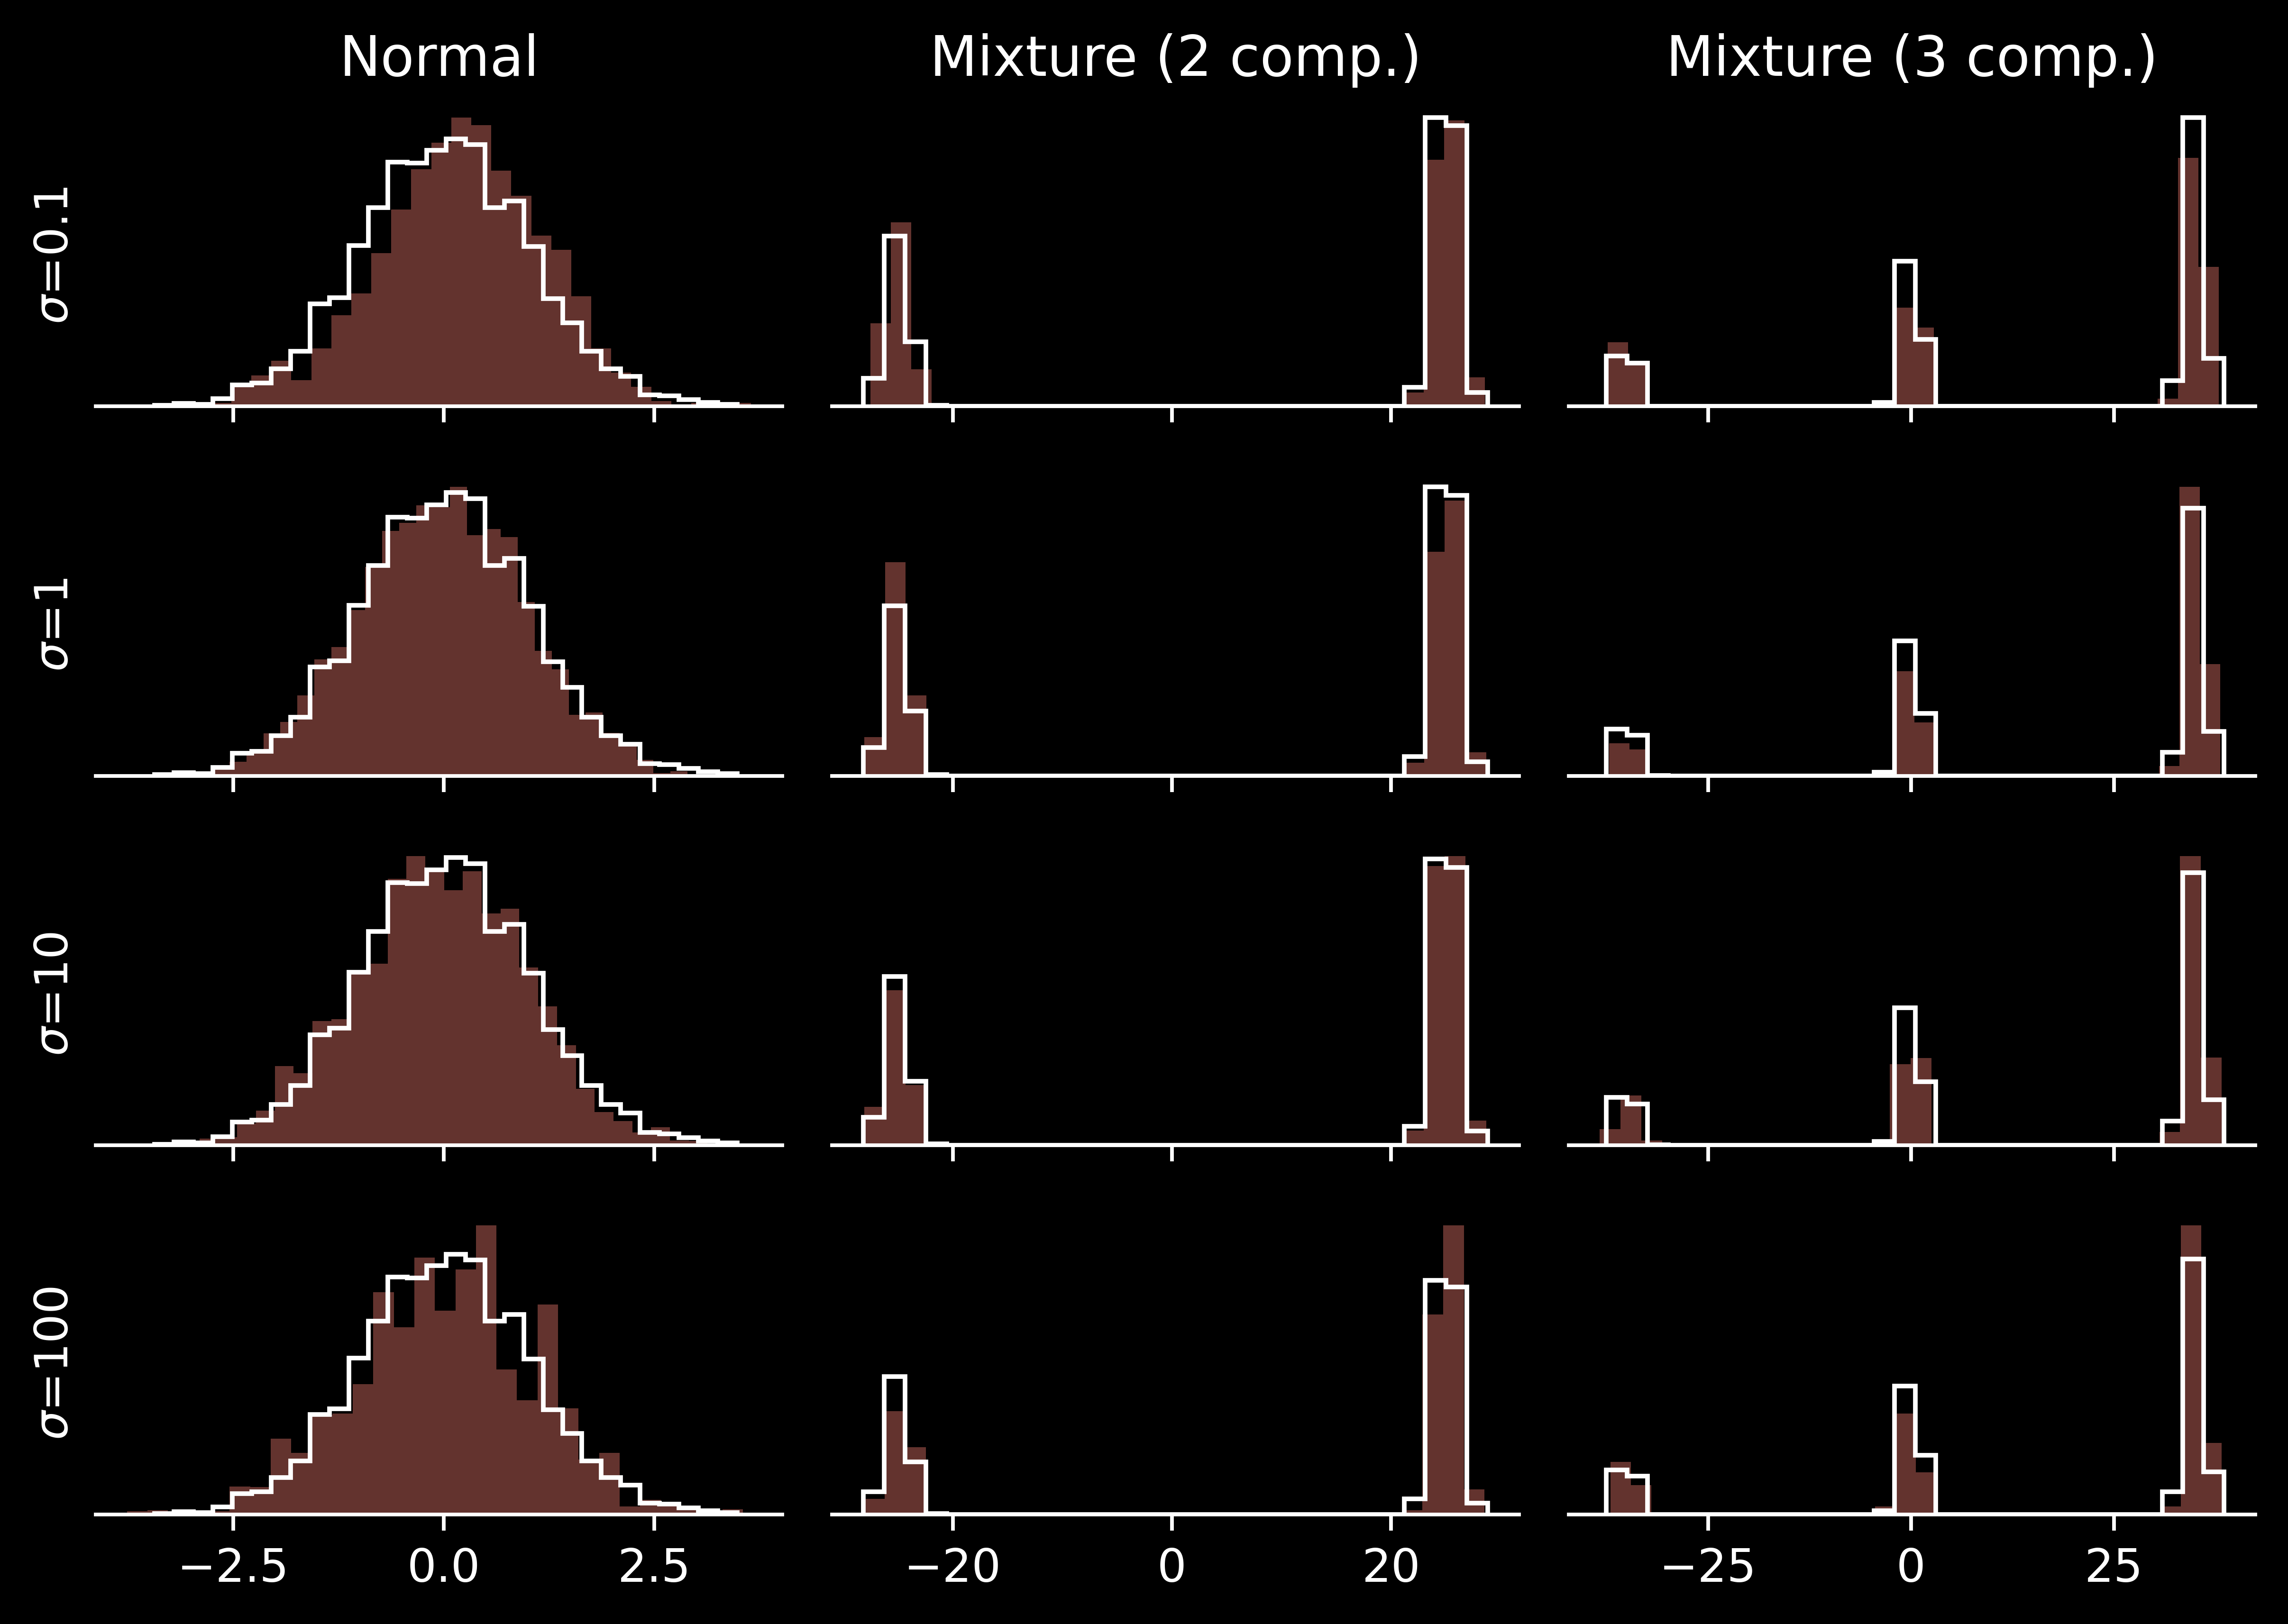 Normal
Mixture (2 comp.)
Mixture (3 comp.)
σ=0.1
σ=1
σ=10
σ=100
−2.5 0.0 2.5
−20 0 20
−25 0 25